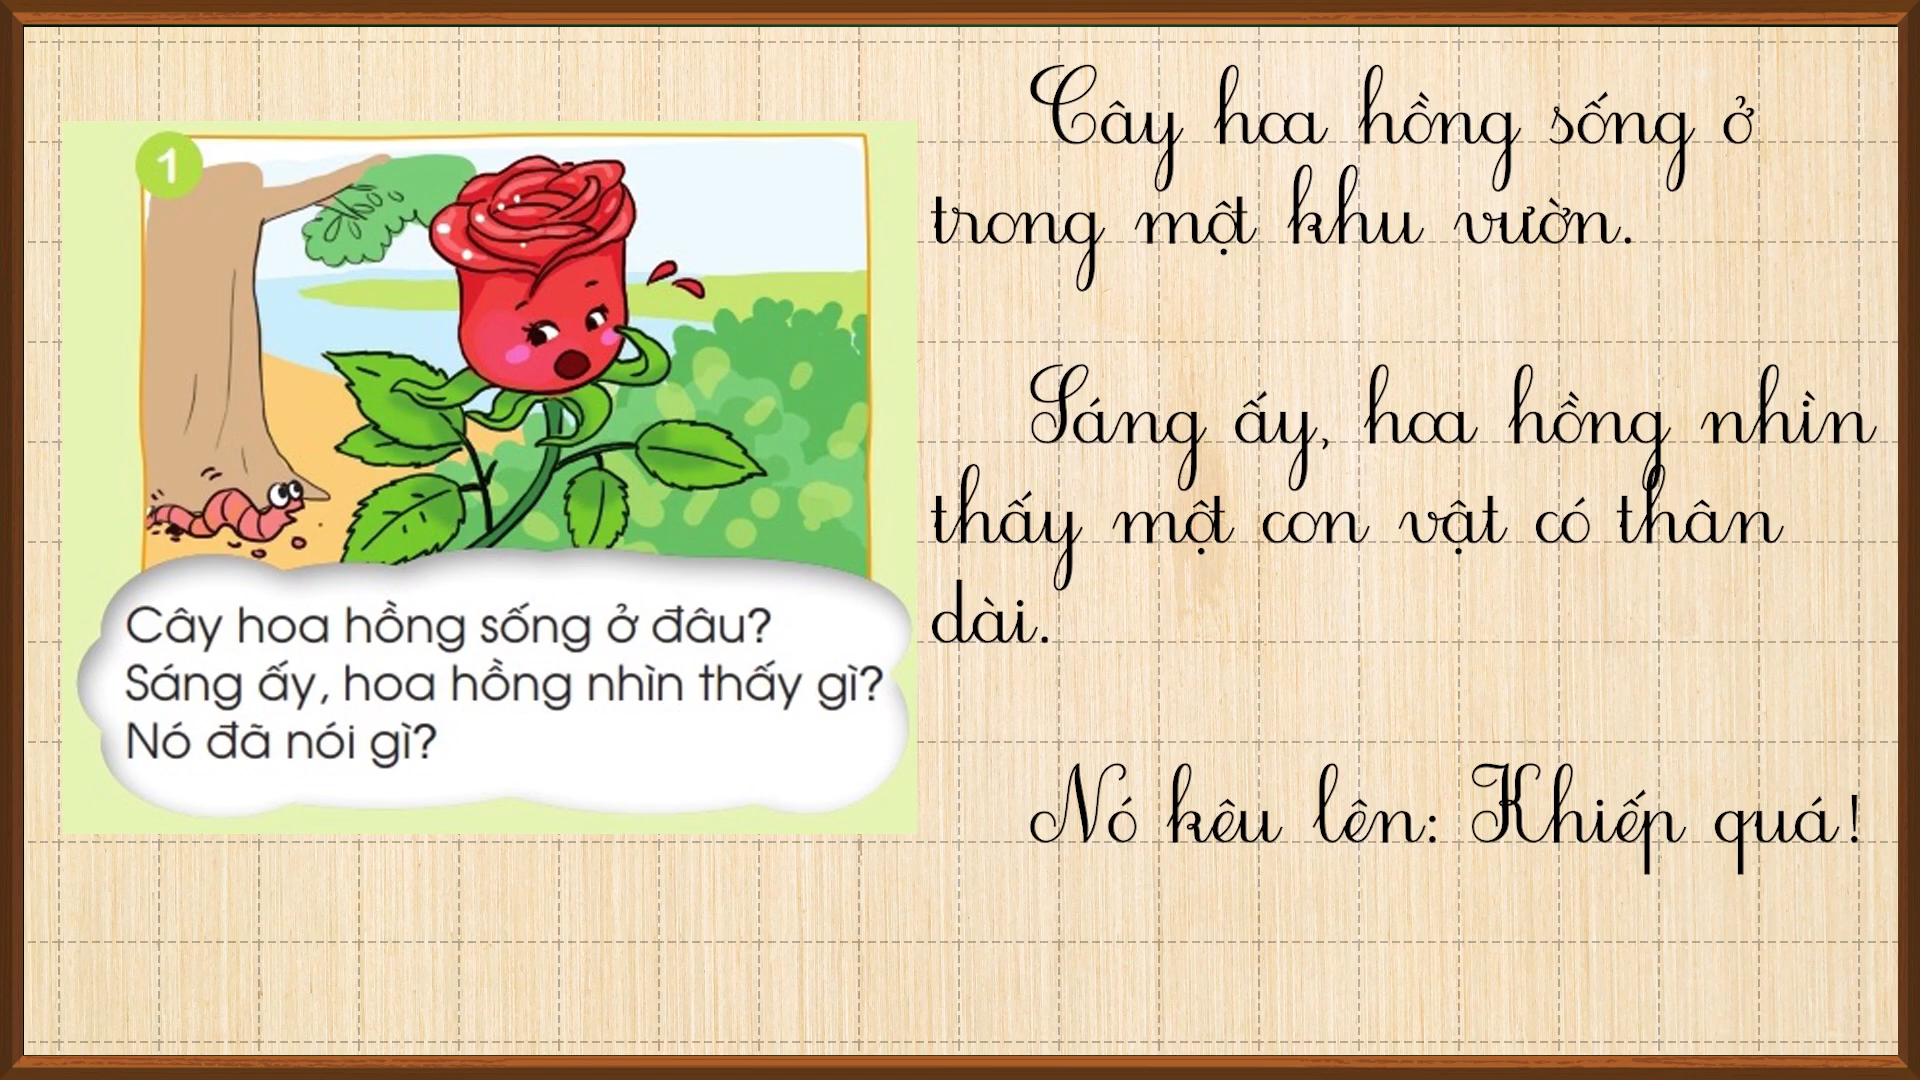 1
Cây hoa hồng sống ở đâu?
Sáng ấy, hoa hồng nhìn thấy gì?
Nó đã nói gì?
Cây hoa hồng sống ở
trong một khu vườn.
Sáng ấy, hoa hồng nhìn
thấy một con vật có thân
dài.
Nó kêu lên: Khiếp quá!